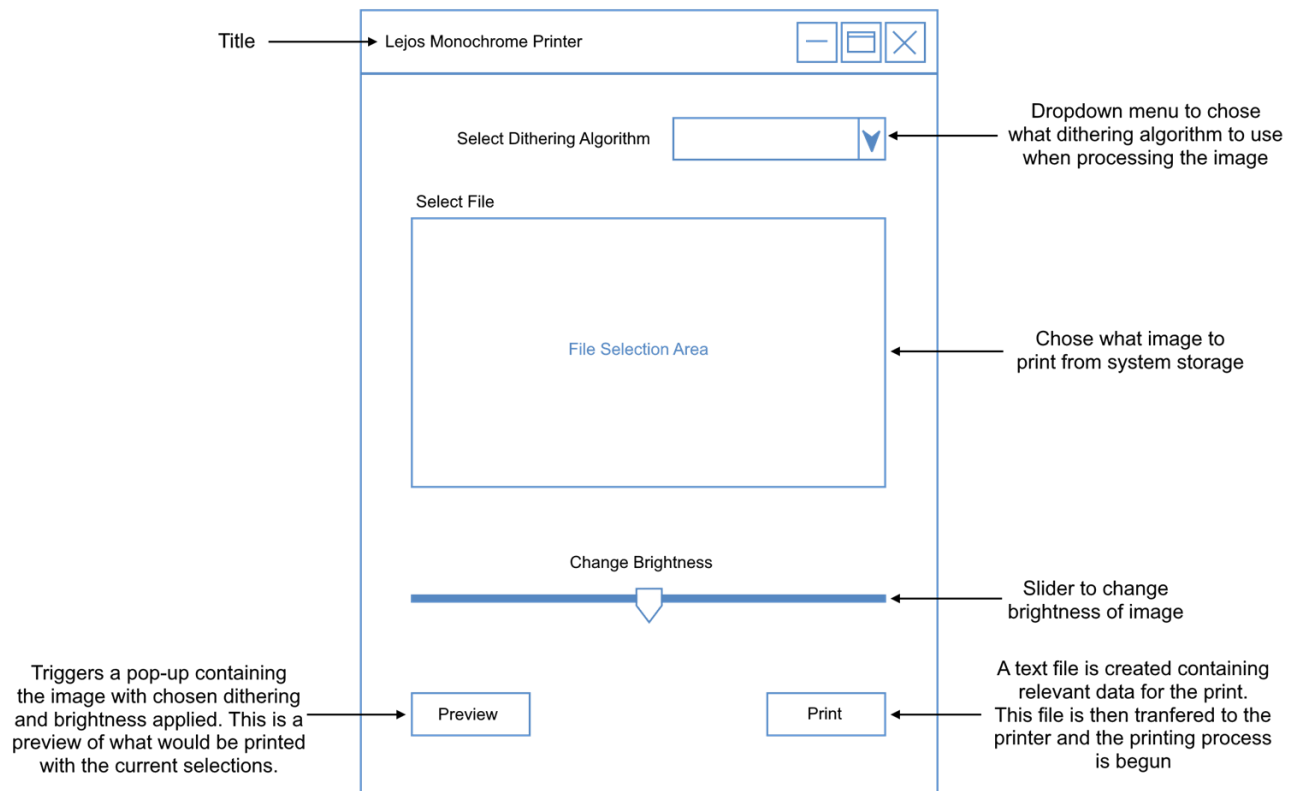 Title
Lejos Monochrome Printer
Select Dithering Algorithm
Dropdown menu to chose
what dithering algorithm to use
when processing the image
Select File
File Selection Area
Chose what image to
print from system storage
Change Brightness
Slider to change
brightness of image
Triggers a pop-up containing
the image with chosen dithering
and brightness applied. This is a
preview of what would be printed
with the current selections.
Preview
Print
A text file is created containing
relevant data for the print.
This file is then tranfered to the
printer and the printing process
is begun